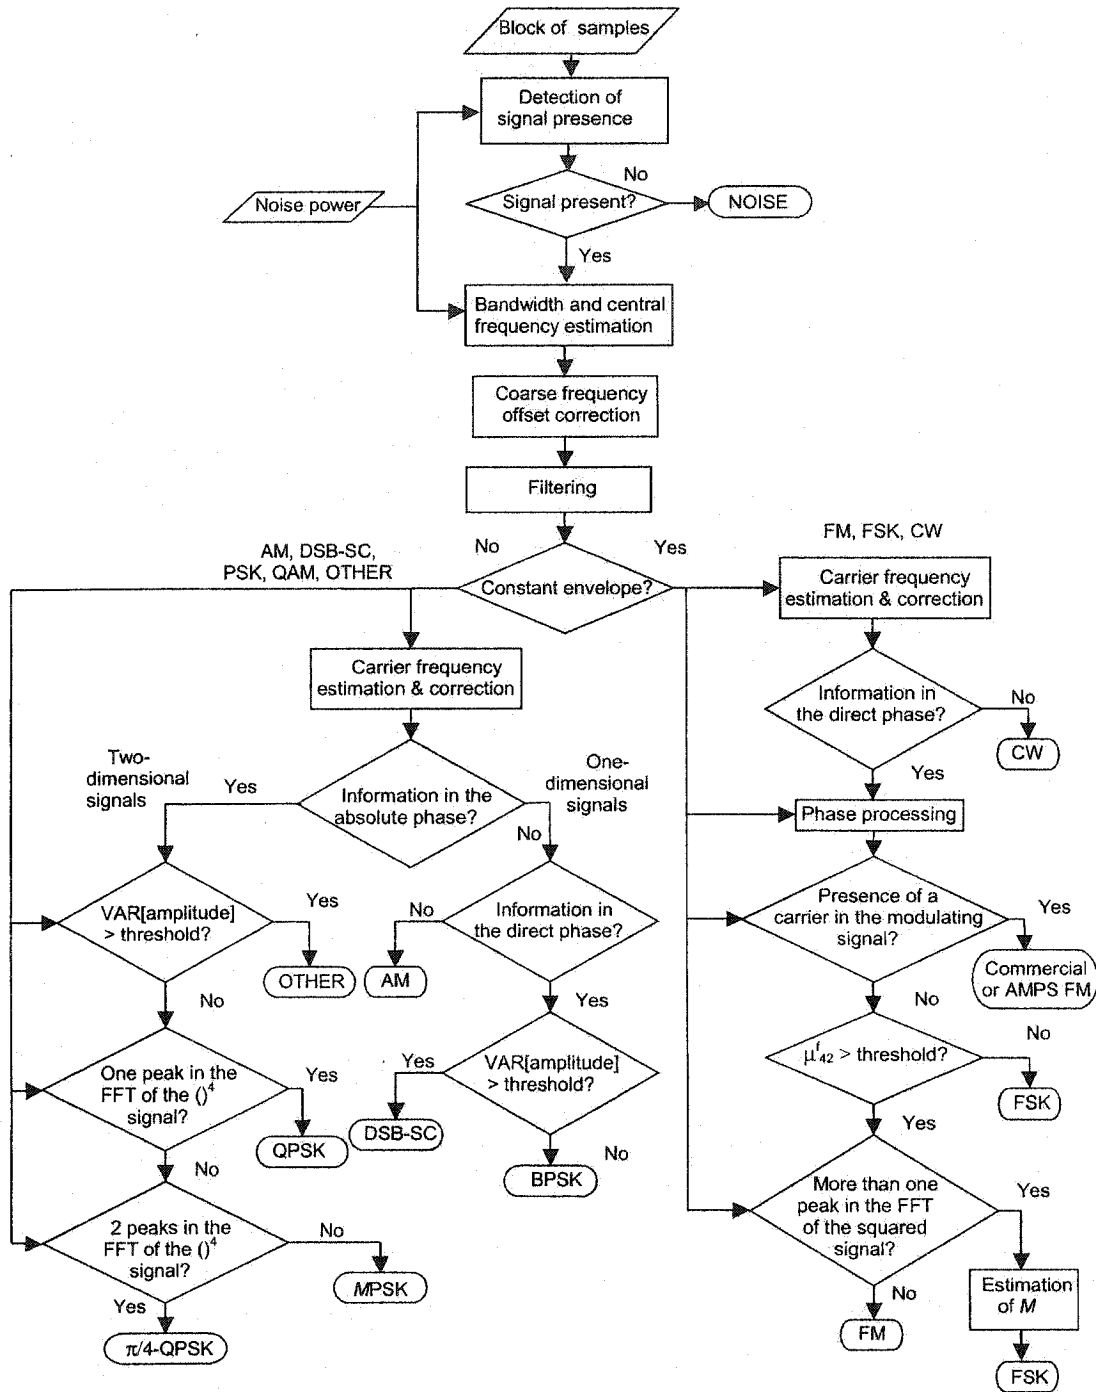 Block of samples
Detection of
signal presence
Noise power
Signal present?
No
NOISE
Yes
Bandwidth and central
frequency estimation
Coarse frequency
offset correction
Filtering
AM, DSB-SC,
PSK, QAM, OTHER
No
Constant envelope?
Yes
FM, FSK, CW
Carrier frequency
estimation & correction
Carrier frequency
estimation & correction
Information in
the direct phase?
No
CW
Yes
Two-
dimensional
signals
Yes
Information in the
absolute phase?
One-
dimensional
signals
No
Phase processing
VAR[amplitude]
> threshold?
Yes
OTHER
No
No
Information in
the direct phase?
AM
Yes
Presence of a
carrier in the modulating
signal?
Yes
Commercial
or AMPS FM
No
One peak in the
FFT of the ()⁴
signal?
Yes
QPSK
No
Yes
VAR[amplitude]
> threshold?
DSB-SC
No
BPSK
μᶠ₄₂ > threshold?
No
FSK
Yes
2 peaks in the
FFT of the ()⁴
signal?
No
MPSK
Yes
π/4-QPSK
More than one
peak in the FFT
of the squared
signal?
Yes
No
FM
Estimation
of M
FSK